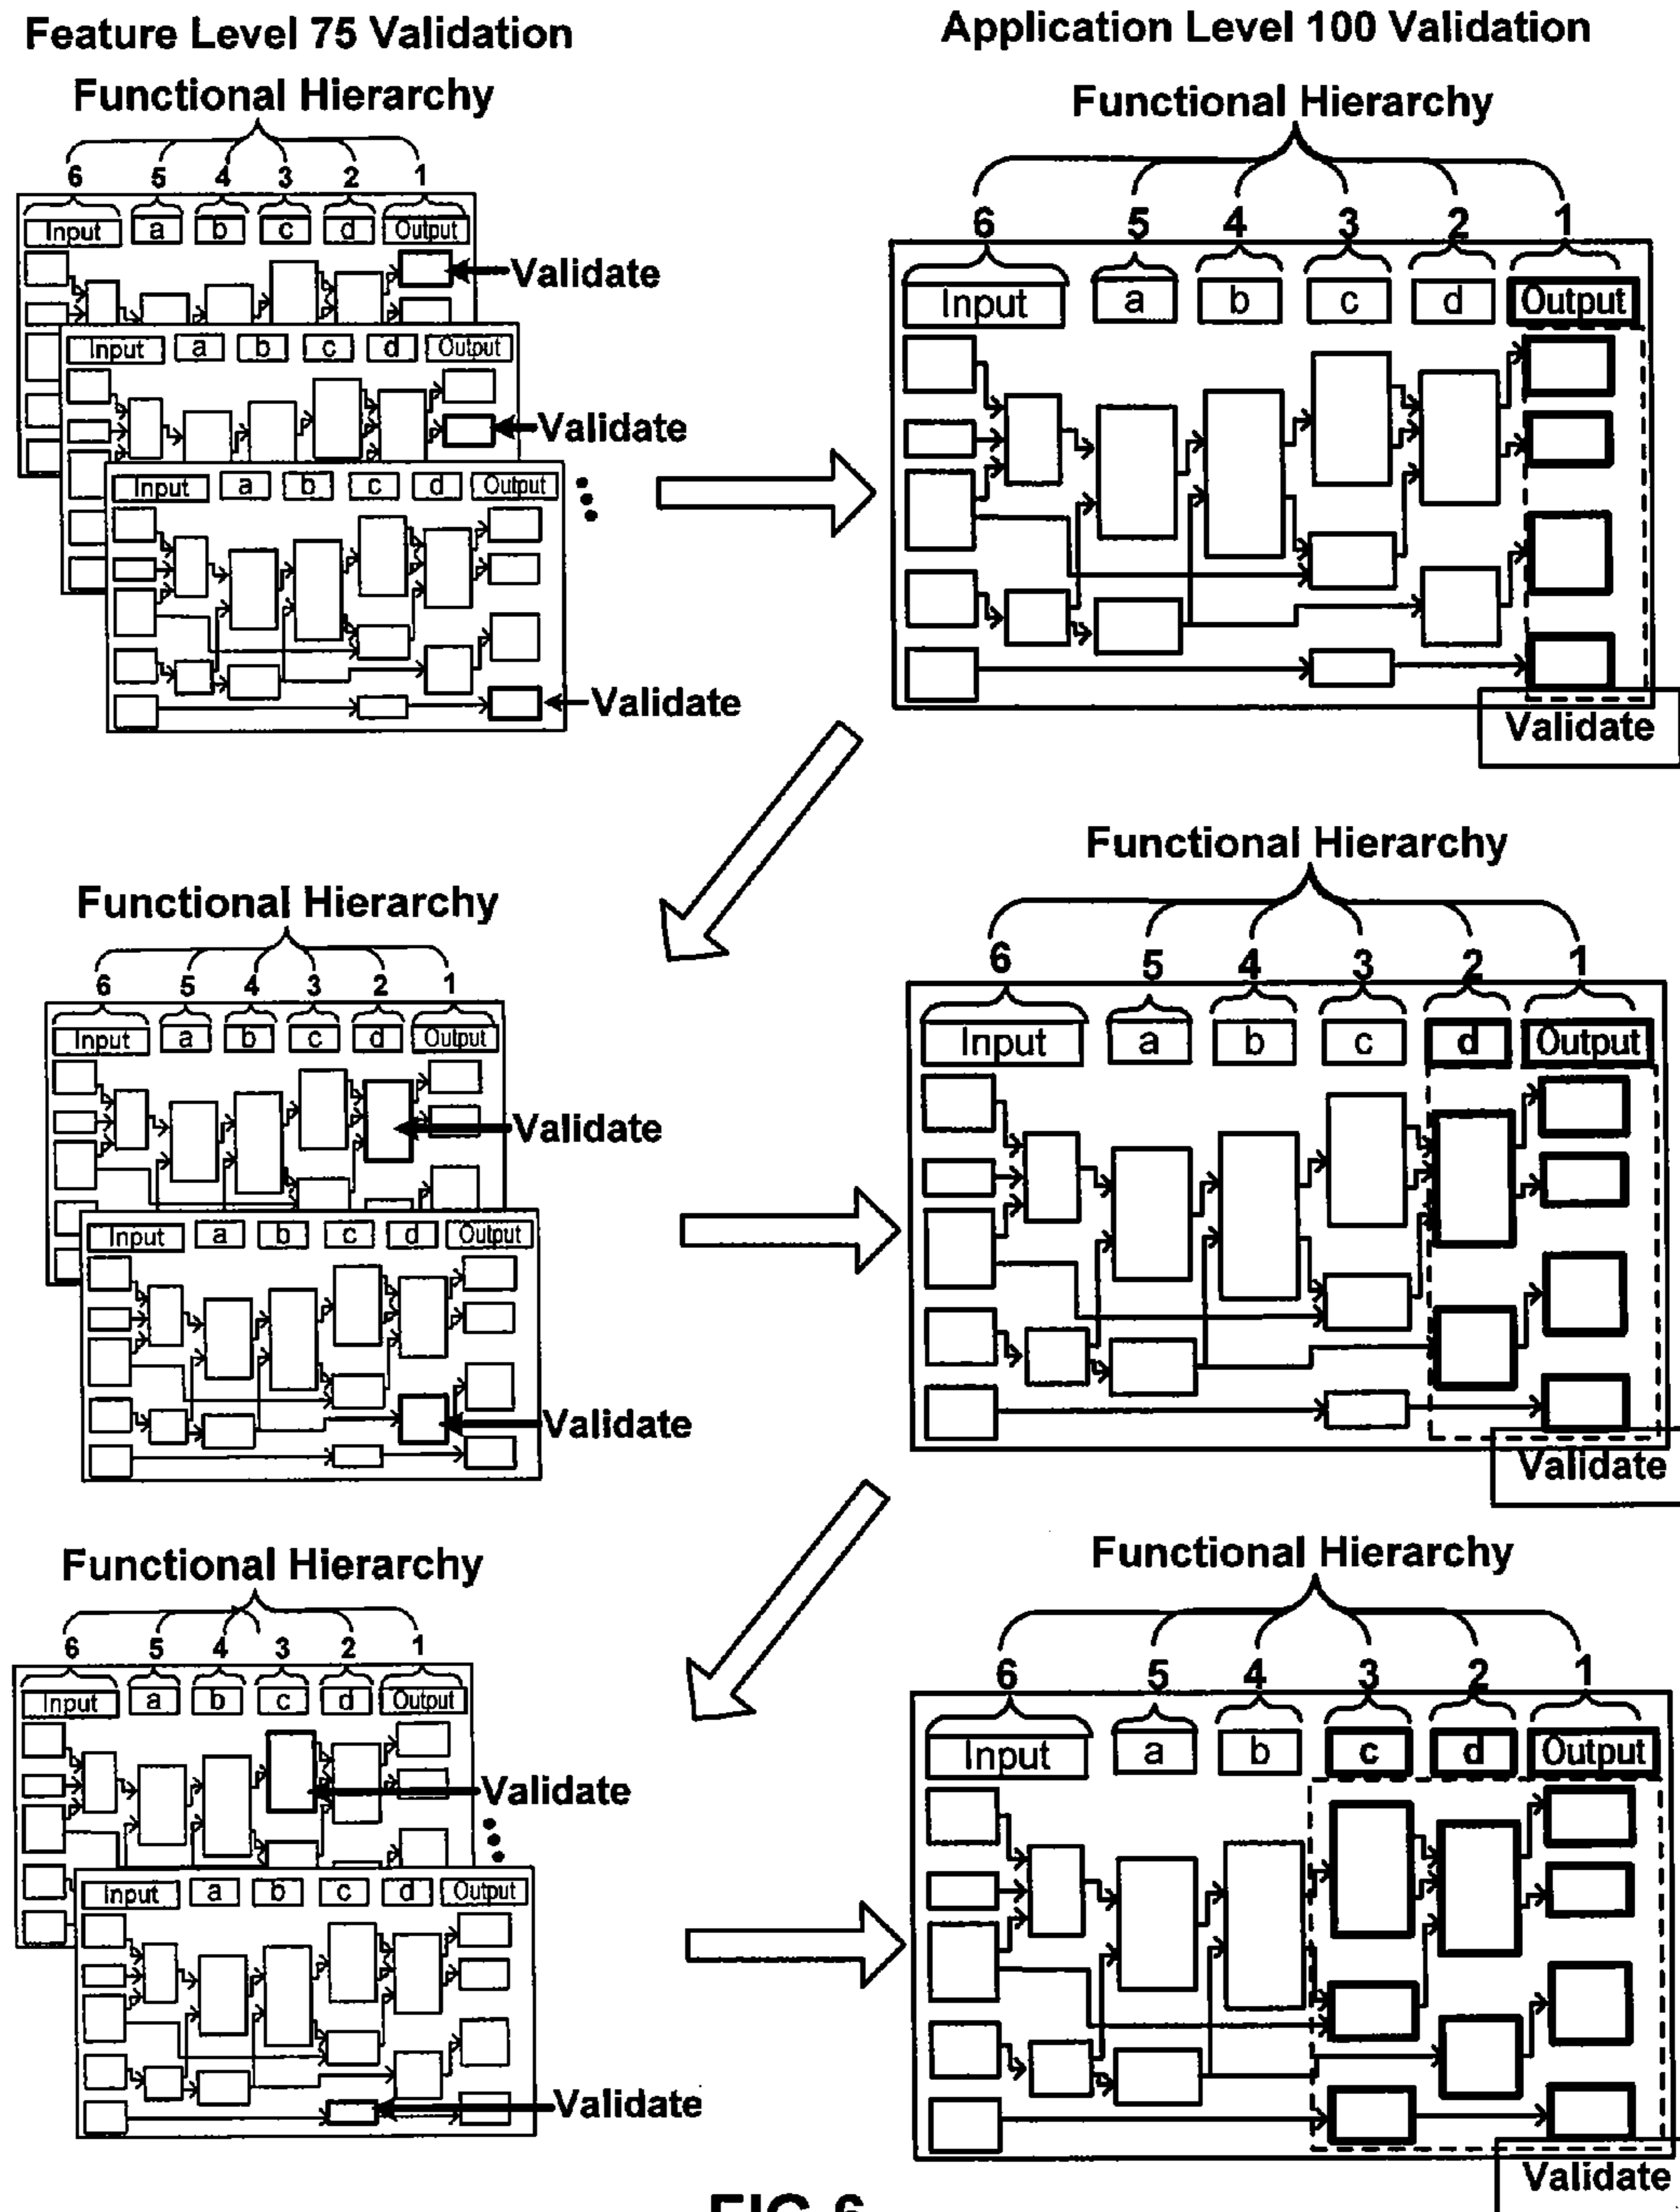 Feature Level 75 Validation
Functional Hierarchy
6 5 4 3 2 1
Input a b c d Output
Validate
Input a b c d Output
Validate
Input a b c d Output
Validate
Application Level 100 Validation
Functional Hierarchy
6 5 4 3 2 1
Input a b c d Output
Validate
Functional Hierarchy
6 5 4 3 2 1
Input a b c d Output
Validate
Input a b c d Output
Validate
Functional Hierarchy
6 5 4 3 2 1
Input a b c d Output
Validate
Functional Hierarchy
6 5 4 3 2 1
Input a b c d Output
Validate
Input a b c d Output
Validate
Functional Hierarchy
6 5 4 3 2 1
Input a b c d Output
Validate
FIG 6